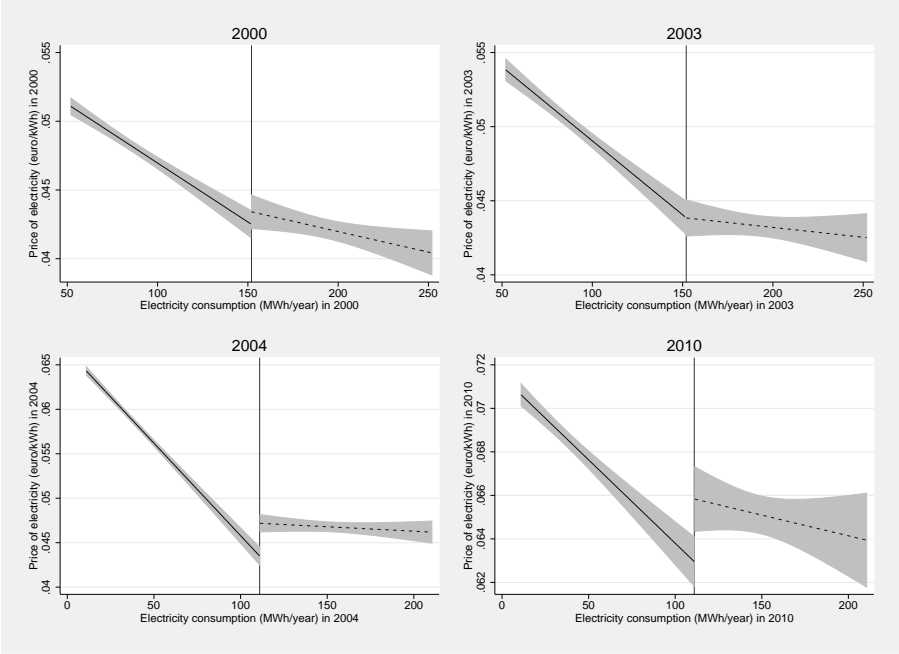 2000
Price of electricity (euro/kWh) in 2000
.055
.05
.045
.04
50 100 150 200 250
Electricity consumption (MWh/year) in 2000
2003
Price of electricity (euro/kWh) in 2003
.055
.05
.045
.04
50 100 150 200 250
Electricity consumption (MWh/year) in 2003
2004
Price of electricity (euro/kWh) in 2004
.065
.06
.055
.05
.045
.04
0 50 100 150 200
Electricity consumption (MWh/year) in 2004
2010
Price of electricity (euro/kWh) in 2010
.072
.07
.068
.066
.064
.062
0 50 100 150 200
Electricity consumption (MWh/year) in 2010